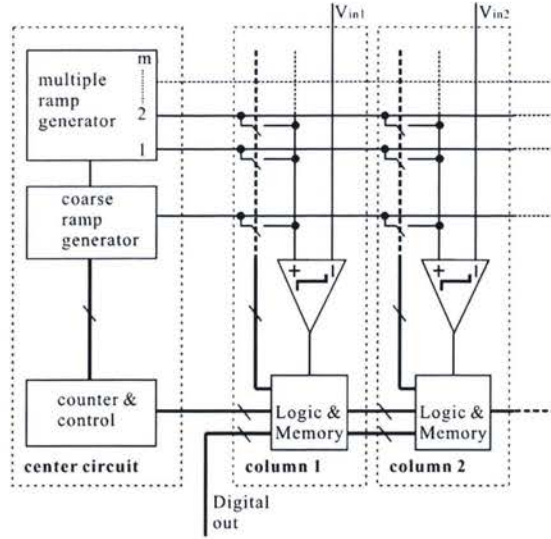 Vin1
Vin2
multiple
ramp
generator
m
2
1
coarse
ramp
generator
+
−
+
−
counter &
control
Logic &
Memory
Logic &
Memory
center circuit
column 1
column 2
Digital
out